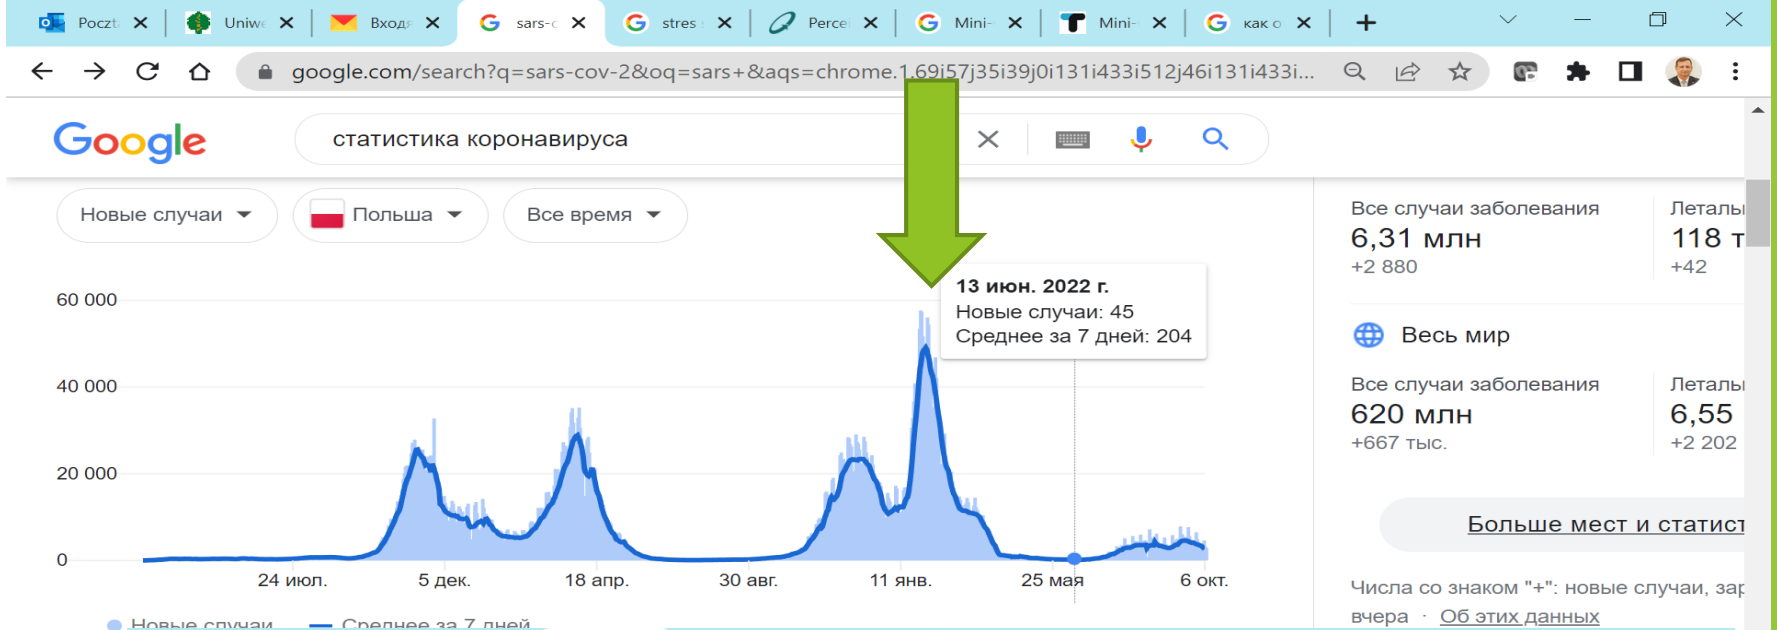 Poczt Uniwe Входя sars-c stres s Percei Mini- Mini- как о
google.com/search?q=sars-cov-2&oq=sars+&aqs=chrome.1.69i57j35i39j0i131i433i512j46i131i433i...
Google статистика коронавируса
Новые случаи Польша Все время
Все случаи заболевания Леталы
6,31 млн 118 т
+2 880 +42
13 июн. 2022 г.
Новые случаи: 45
Среднее за 7 дней: 204
60 000
40 000
20 000
0
24 июл. 5 дек. 18 апр. 30 авг. 11 янв. 25 мая 6 окт.
Новые случаи Среднее за 7 дней
Весь мир
Все случаи заболевания Леталы
620 млн 6,55
+667 тыс. +2 202
Больше мест и статист
Числа со знаком "+": новые случаи, зар
вчера · Об этих данных